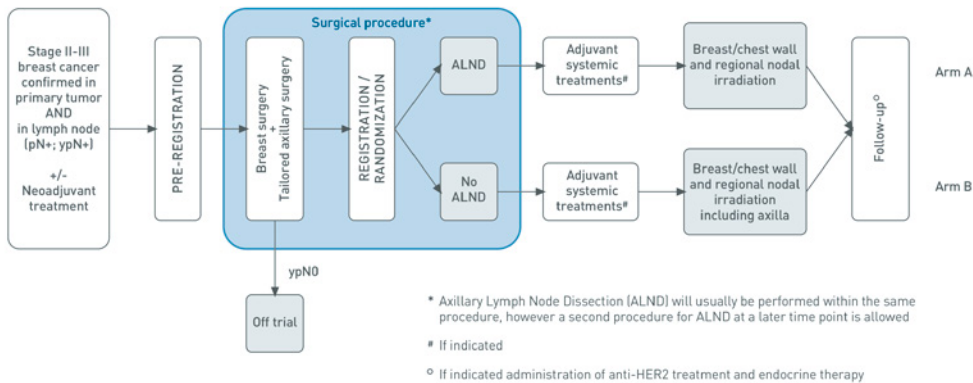 Surgical procedure*
Stage II-III
breast cancer
confirmed in
primary tumor
AND
in lymph node
(pN+; ypN+)
+/-
Neoadjuvant
treatment
PRE-REGISTRATION
Breast surgery
+
Tailored axillary surgery
REGISTRATION /
RANDOMIZATION
ALND
Adjuvant
systemic
treatments#
Breast/chest wall
and regional nodal
irradiation
Arm A
No
ALND
Adjuvant
systemic
treatments#
Breast/chest wall
and regional nodal
irradiation
including axilla
Arm B
Follow-up°
ypN0
Off trial
* Axillary Lymph Node Dissection (ALND) will usually be performed within the same
procedure, however a second procedure for ALND at a later time point is allowed
# If indicated
° If indicated administration of anti-HER2 treatment and endocrine therapy